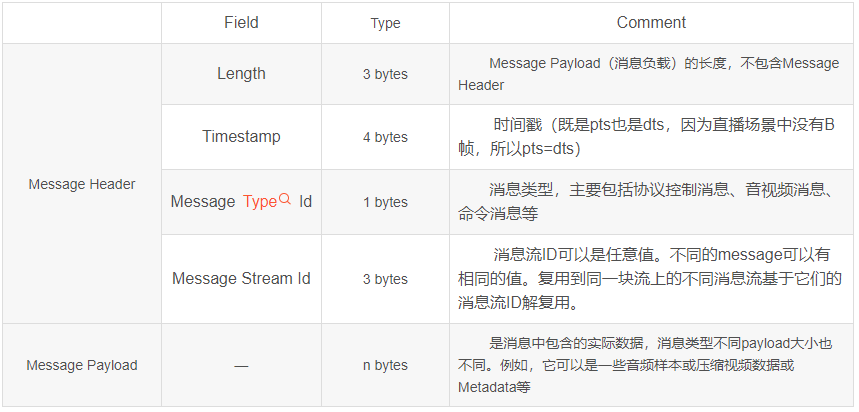 Field Type Comment
Message Header
Length 3 bytes Message Payload（消息负载）的长度，不包含Message
Header
Timestamp 4 bytes 时间戳（既是pts也是dts，因为直播场景中没有B
帧，所以pts=dts）
Message Type Id 1 bytes 消息类型，主要包括协议控制消息、音视频消息、
命令消息等
Message Stream Id 3 bytes 消息流ID可以是任意值。不同的message可以有
相同的值。复用到同一块流上的不同消息流基于它们的
消息流ID解复用。
Message Payload — n bytes 是消息中包含的实际数据，消息类型不同payload大小也
不同。例如，它可以是一些音频样本或压缩视频数据或
Metadata等